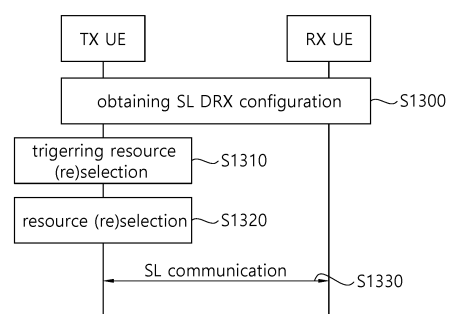 TX UE
RX UE
obtaining SL DRX configuration
S1300
trigerring resource
(re)selection
S1310
resource (re)selection
S1320
SL communication
S1330